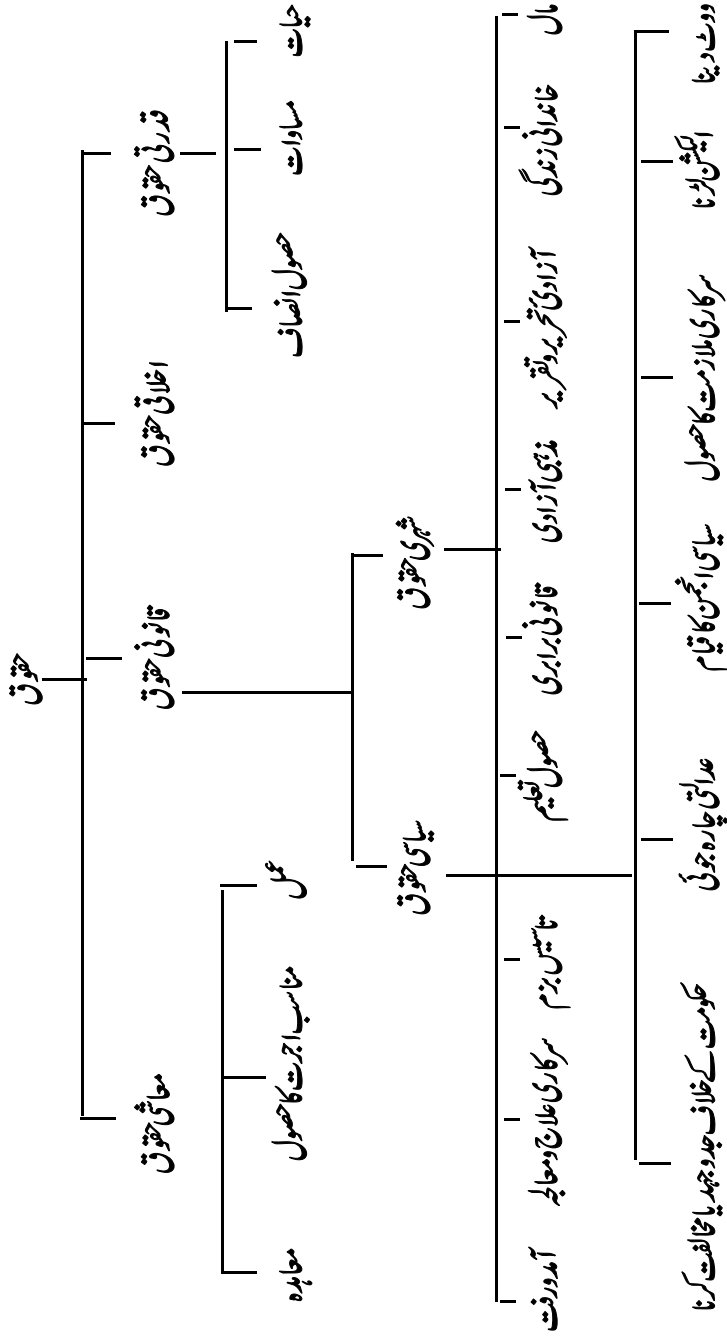 حقوق
قدرتی حقوق
اخلاقی حقوق
قانونی حقوق
معاشی حقوق
حیات
مساوات
حصول انصاف
عمل
مناسب اجرت کا حصول
معاہدہ
شہری حقوق
سیاسی حقوق
مال
خاندانی زندگی
آزادیٔ تحریر و تقریر
مذہبی آزادی
قانونی برابری
حصول تعلیم
تاسیس بزم
سرکاری علاج و معالجہ
آمد و رفت
ووٹ دینا
الیکشن لڑنا
سرکاری ملازمت کا حصول
سیاسی انجمن کا قیام
عدالتی چارہ جوئی
حکومت کے خلاف جدوجہد یا مخالفت کرنا